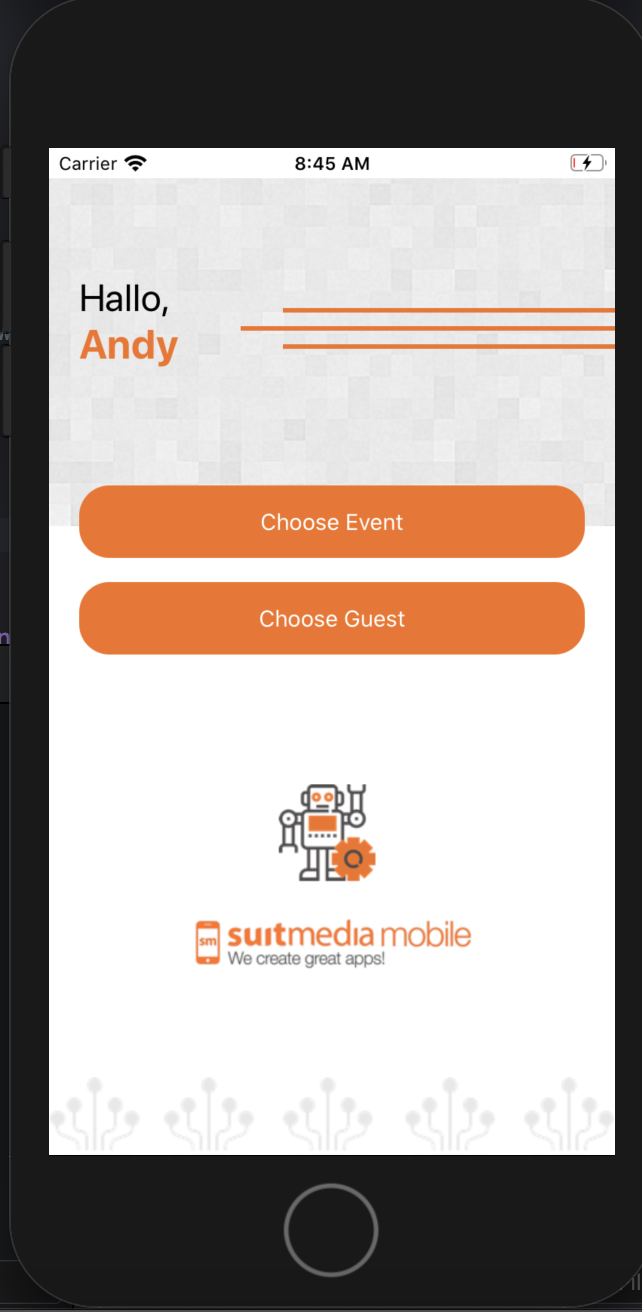 Carrier
8:45 AM
Hallo,
Andy
Choose Event
Choose Guest
sm
suitmedia mobile
We create great apps!